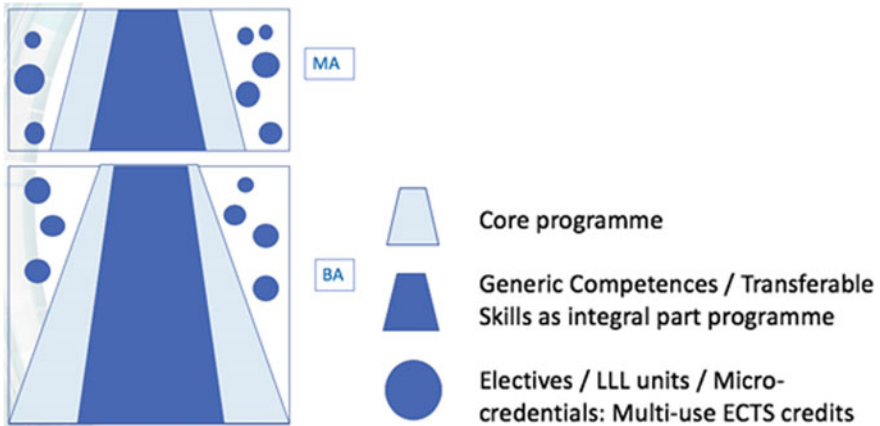 MA
BA
Core programme
Generic Competences / Transferable
Skills as integral part programme
Electives / LLL units / Micro-
credentials: Multi-use ECTS credits